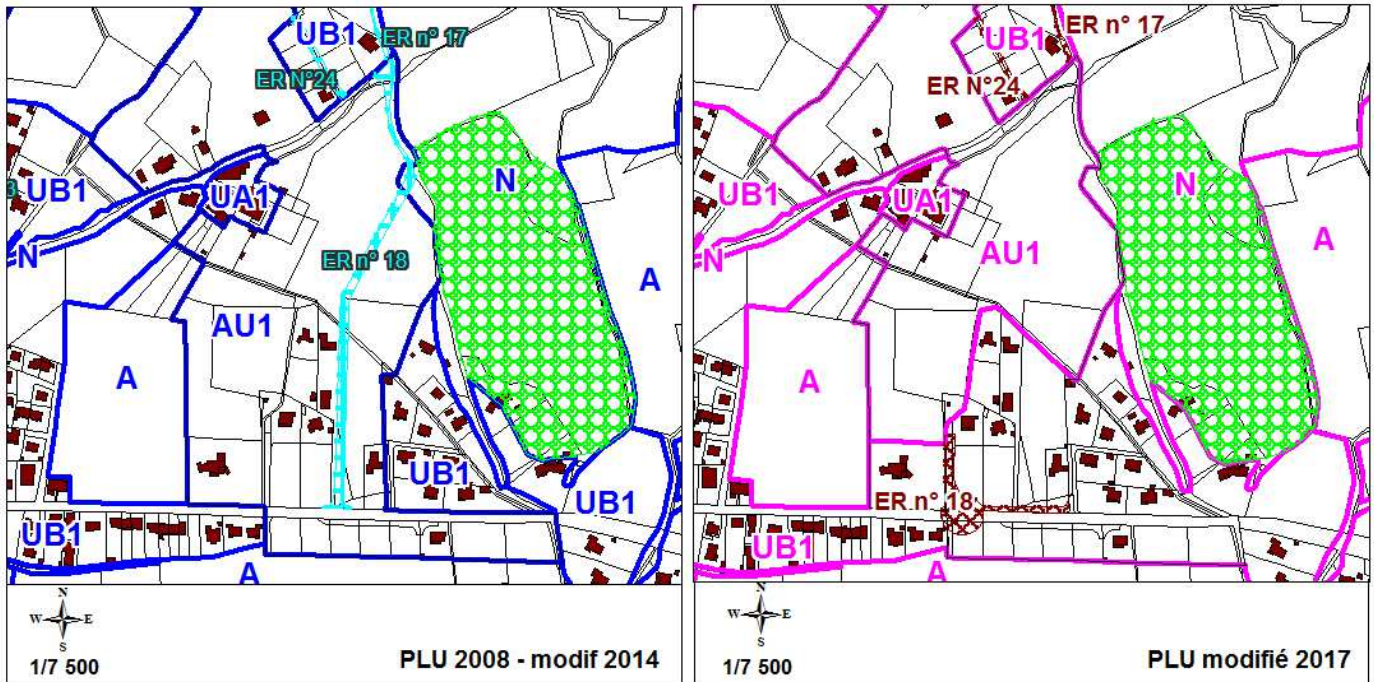 UB1
ER n° 17
ER N°24
N
UB1
3
UA1
A
N
ER n° 18
AU1
A
UB1
UB1
UB1
A
N
W E
S
1/7 500
PLU 2008 - modif 2014
ER n° 17
UB1
ER N°24
N
UB1
UA1
A
N
AU1
A
ER n° 18
UB1
A
N
W E
S
1/7 500
PLU modifié 2017